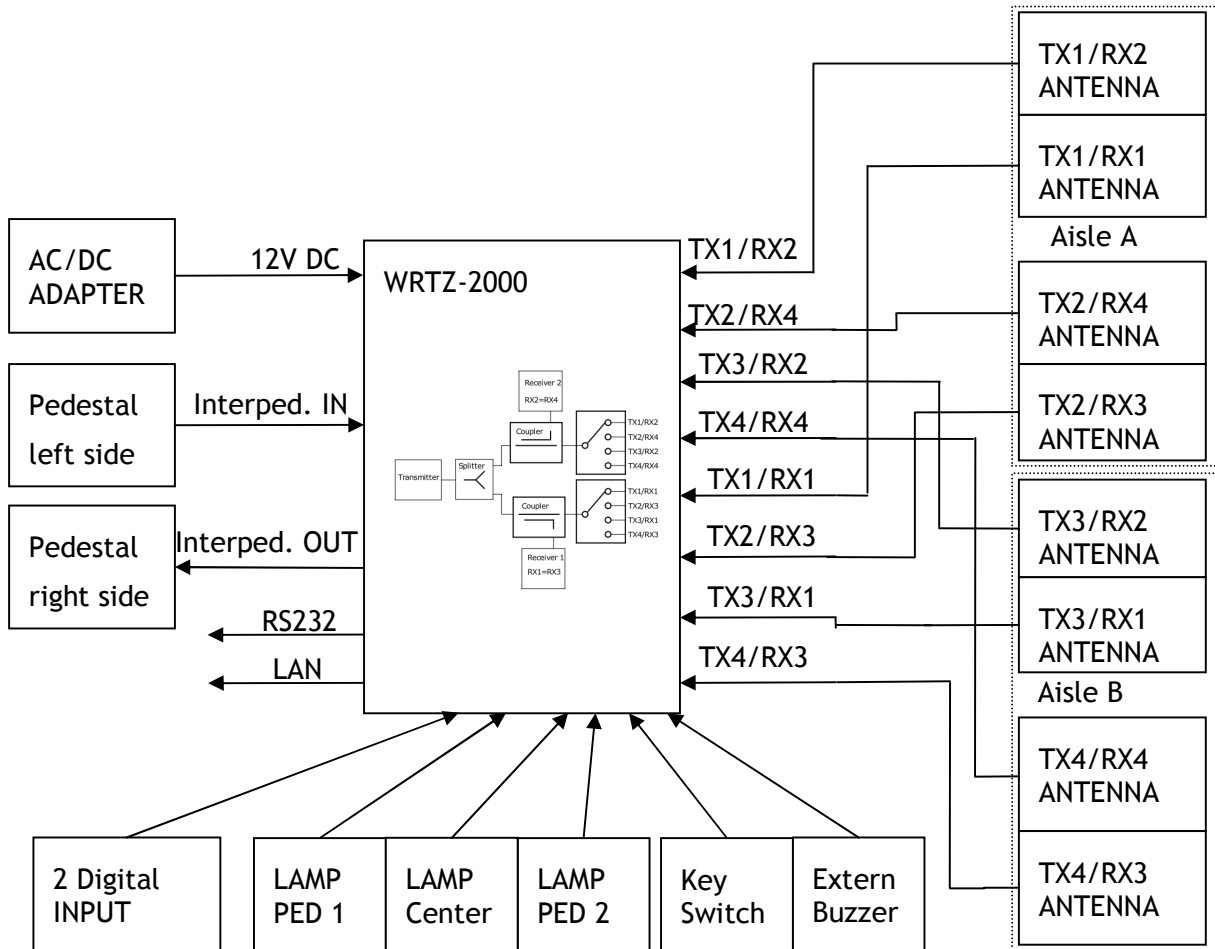 TX1/RX2
ANTENNA
TX1/RX1
ANTENNA
Aisle A
TX2/RX4
ANTENNA
TX2/RX3
ANTENNA
TX3/RX2
ANTENNA
TX3/RX1
ANTENNA
Aisle B
TX4/RX4
ANTENNA
TX4/RX3
ANTENNA
AC/DC
ADAPTER
12V DC
Pedestal
left side
Interped. IN
Pedestal
right side
Interped. OUT
RS232
LAN
WRTZ-2000
Receiver 2
RX2=RX4
Coupler
TX1/RX2
TX2/RX4
TX3/RX2
TX4/RX4
Transmitter
Splitter
Coupler
TX1/RX1
TX2/RX3
TX3/RX1
TX4/RX3
Receiver 1
RX1=RX3
TX1/RX2
TX2/RX4
TX3/RX2
TX4/RX4
TX1/RX1
TX2/RX3
TX3/RX1
TX4/RX3
2 Digital
INPUT
LAMP
PED 1
LAMP
Center
LAMP
PED 2
Key
Switch
Extern
Buzzer